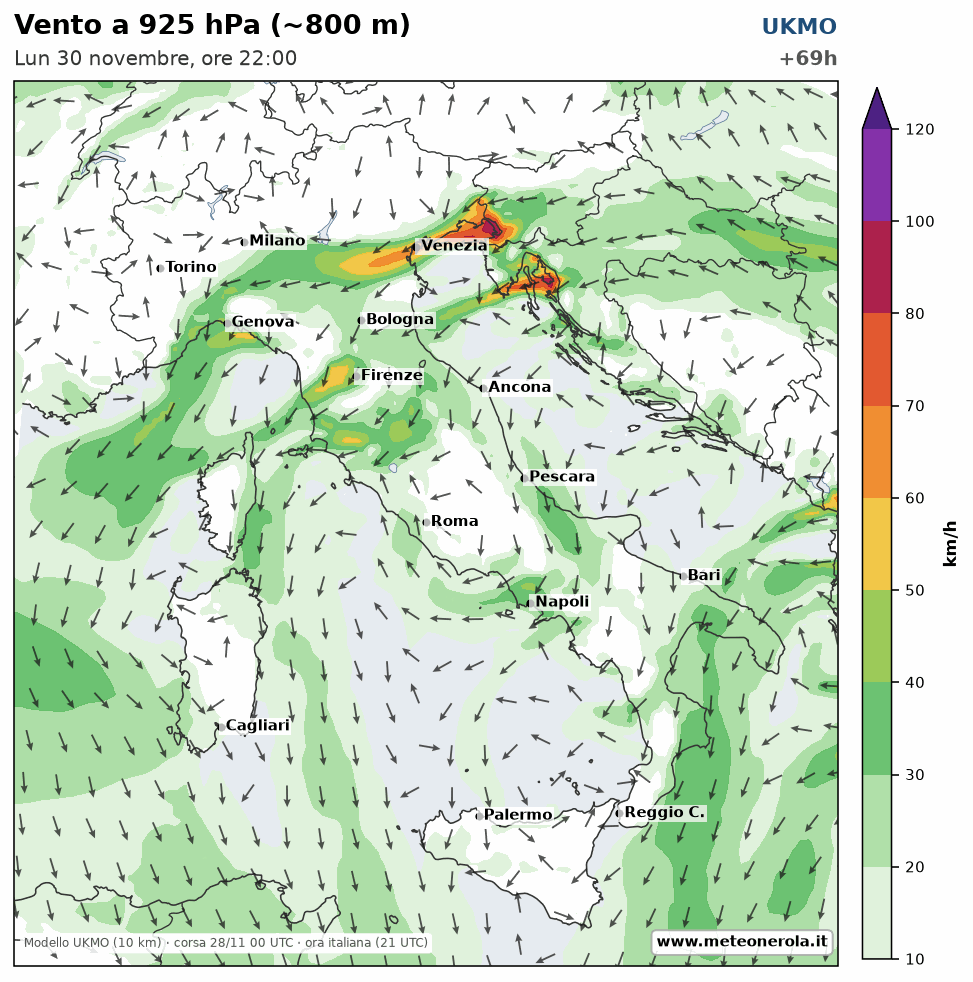 Vento a 925 hPa (~800 m)
UKMO
Lun 30 novembre, ore 22:00
+69h
120
100
80
70
60
50
40
30
20
10
km/h
Milano
Venezia
Torino
Genova
Bologna
Firenze
Ancona
Pescara
Roma
Bari
Napoli
Cagliari
Palermo
Reggio C.
Modello UKMO (10 km) · corsa 28/11 00 UTC · ora italiana (21 UTC)
www.meteonerola.it